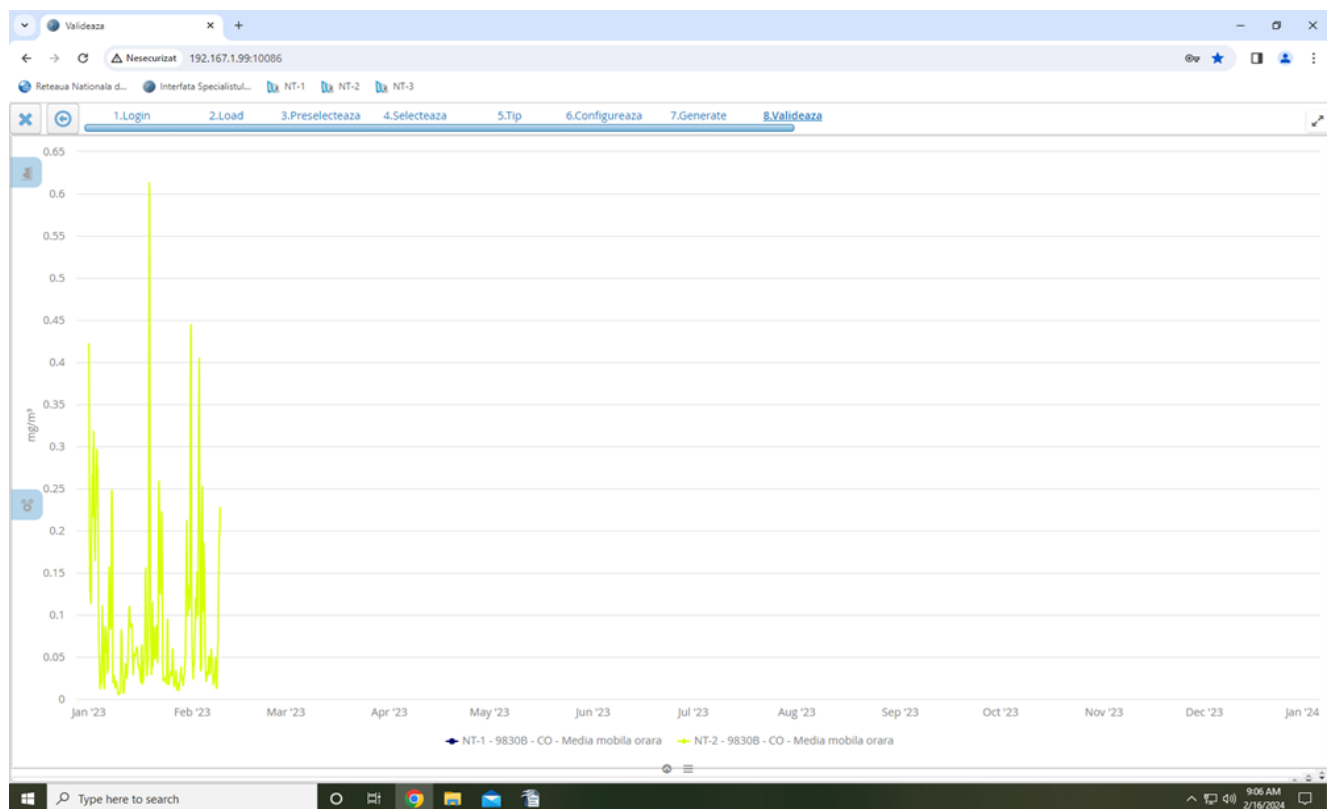 Valideaza
Nesecurizat 192.167.1.99:10086
Reteaua Nationala d... Interfata Specialistul... NT-1 NT-2 NT-3
1.Login 2.Load 3.Preselecteaza 4.Selecteaza 5.Tip 6.Configureaza 7.Generate 8.Valideaza
0.65
0.6
0.55
0.5
0.45
0.4
0.35
mg/m³
0.3
0.25
0.2
0.15
0.1
0.05
0
Jan '23 Feb '23 Mar '23 Apr '23 May '23 Jun '23 Jul '23 Aug '23 Sep '23 Oct '23 Nov '23 Dec '23 Jan '24
NT-1 - 9830B - CO - Media mobila orara NT-2 - 9830B - CO - Media mobila orara
Type here to search
9:06 AM
2/16/2024